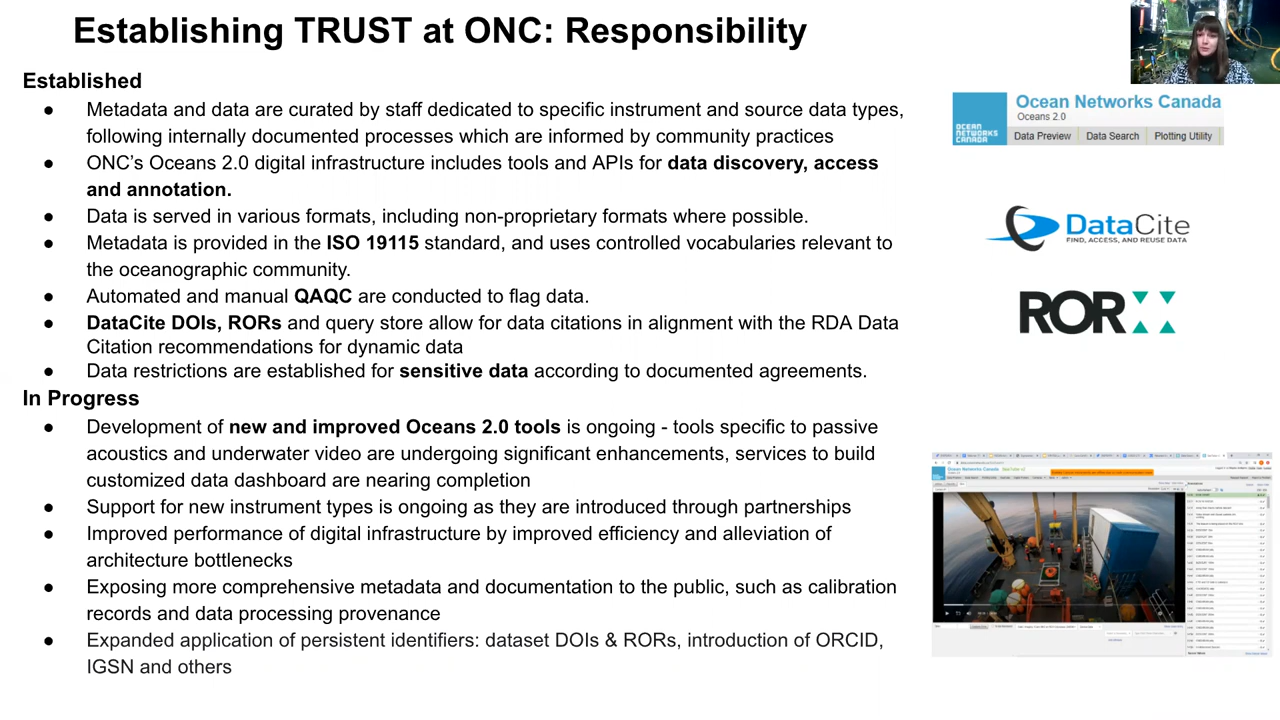 Establishing TRUST at ONC: Responsibility
Established
● Metadata and data are curated by staff dedicated to specific instrument and source data types,
following internally documented processes which are informed by community practices
● ONC's Oceans 2.0 digital infrastructure includes tools and APIs for data discovery, access
and annotation.
● Data is served in various formats, including non-proprietary formats where possible.
● Metadata is provided in the ISO 19115 standard, and uses controlled vocabularies relevant to
the oceanographic community.
● Automated and manual QAQC are conducted to flag data.
● DataCite DOIs, RORs and query store allow for data citations in alignment with the RDA Data
Citation recommendations for dynamic data
● Data restrictions are established for sensitive data according to documented agreements.
In Progress
● Development of new and improved Oceans 2.0 tools is ongoing - tools specific to passive
acoustics and underwater video are undergoing significant enhancements, services to build
customized data dashboard are nearing completion
● Support for new instrument types is ongoing as they are introduced through partnerships
● Improved performance of digital infrastructure by improved efficiency and alleviation of
architecture bottlenecks
● Exposing more comprehensive metadata and documentation to the public, such as calibration
records and data processing provenance
● Expanded application of persistent identifiers: dataset DOIs & RORs, introduction of ORCID,
IGSN and others
OCEAN
NETWORKS
CANADA
Ocean Networks Canada
Oceans 2.0
Data Preview Data Search Plotting Utility
DataCite
FIND, ACCESS, AND REUSE DATA
ROR
Ocean Networks Canada